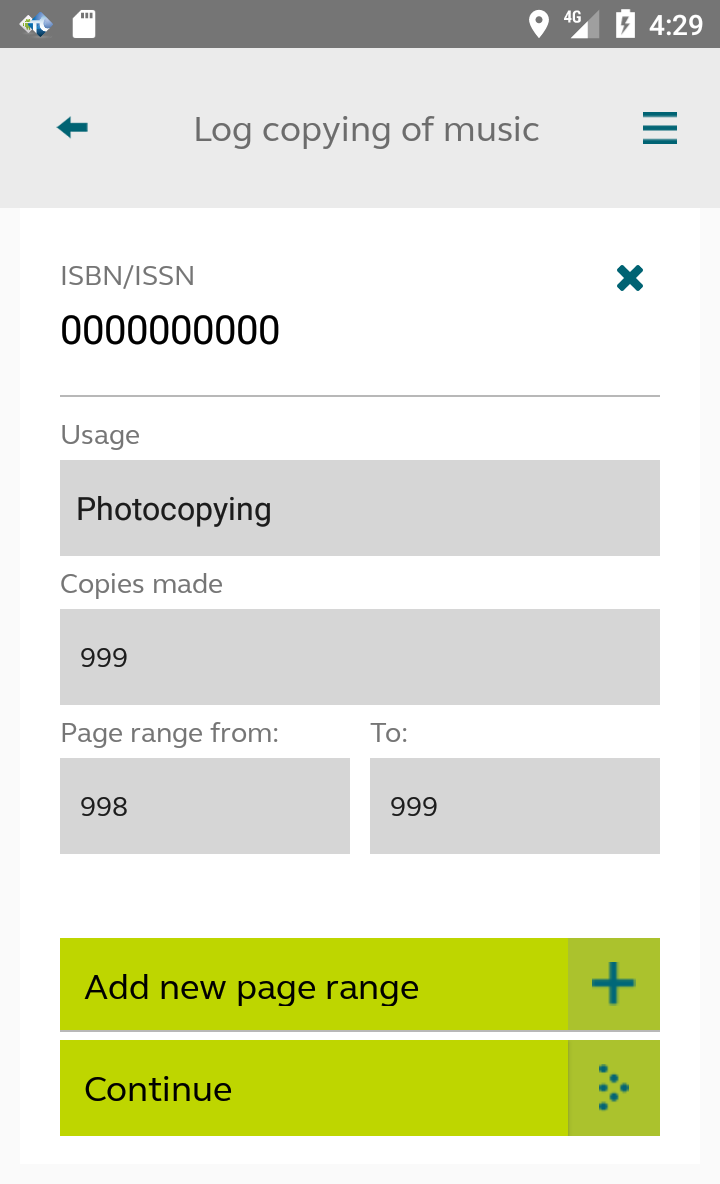 4G 4:29
Log copying of music
ISBN/ISSN
0000000000
Usage
Photocopying
Copies made
999
Page range from: To:
998 999
Add new page range
Continue